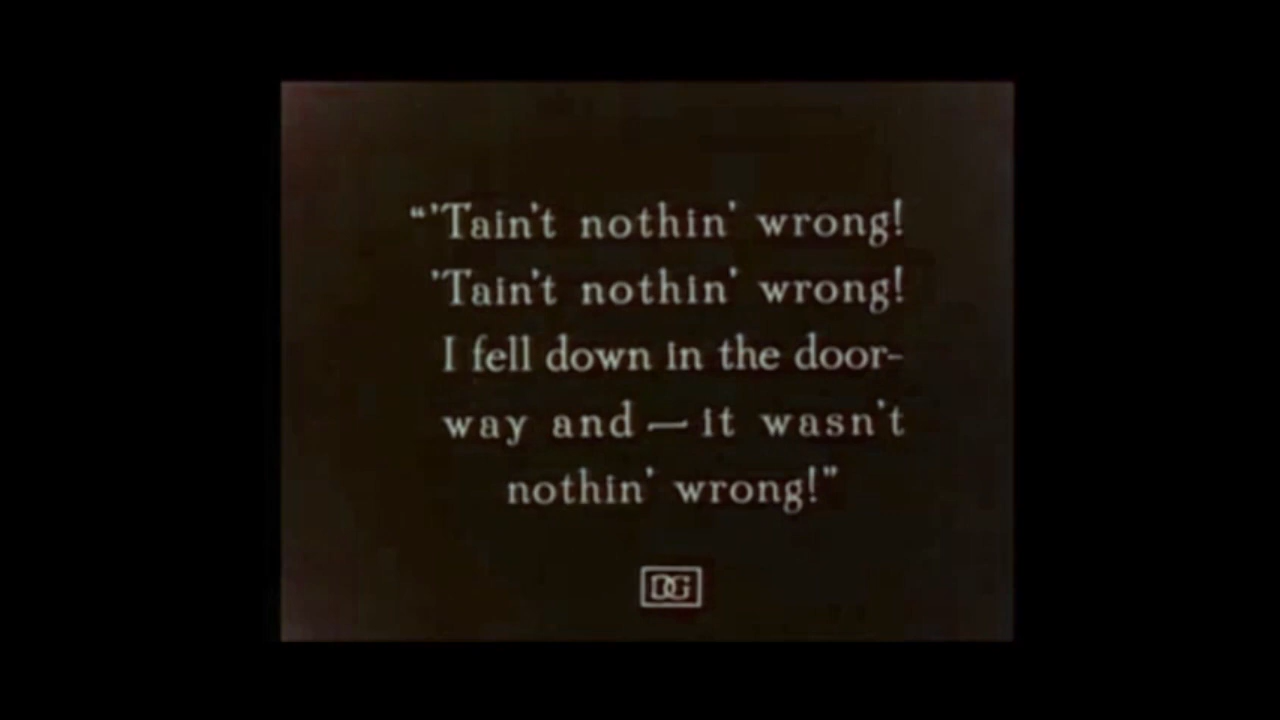 “’Tain’t nothin’ wrong!
’Tain’t nothin’ wrong!
I fell down in the door-
way and — it wasn’t
nothin’ wrong!”
DG